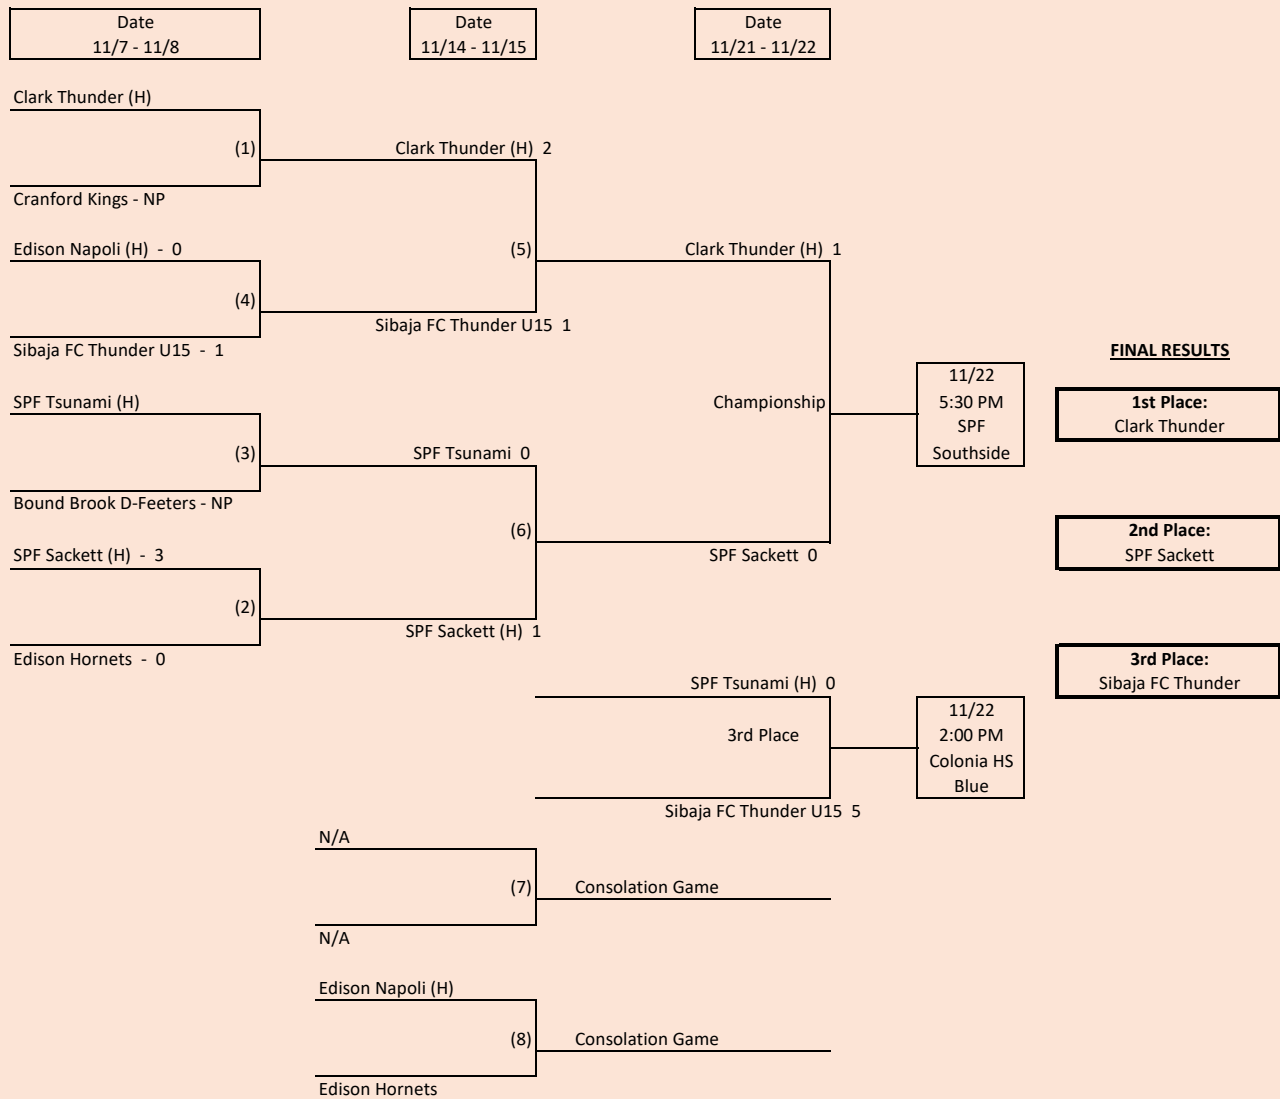 Date
11/7 - 11/8
Date
11/14 - 11/15
Date
11/21 - 11/22
Clark Thunder (H)
(1)
Clark Thunder (H)  2
Cranford Kings - NP
Edison Napoli (H)  -  0
(5)
Clark Thunder (H)  1
(4)
Sibaja FC Thunder U15  1
Sibaja FC Thunder U15  -  1
FINAL RESULTS
SPF Tsunami (H)
Championship
11/22
5:30 PM
SPF
Southside
1st Place:
Clark Thunder
(3)
SPF Tsunami  0
Bound Brook D-Feeters - NP
(6)
2nd Place:
SPF Sackett
SPF Sackett (H)  -  3
SPF Sackett  0
(2)
SPF Sackett (H)  1
Edison Hornets  -  0
3rd Place:
Sibaja FC Thunder
SPF Tsunami (H)  0
3rd Place
11/22
2:00 PM
Colonia HS
Blue
Sibaja FC Thunder U15  5
N/A
(7)
Consolation Game
N/A
Edison Napoli (H)
(8)
Consolation Game
Edison Hornets